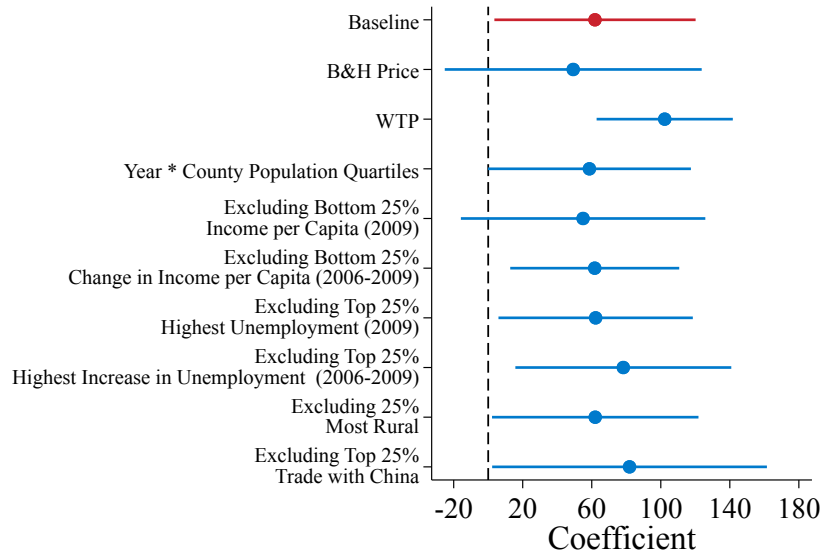 Baseline
B&H Price
WTP
Year * County Population Quartiles
Excluding Bottom 25%
Income per Capita (2009)
Excluding Bottom 25%
Change in Income per Capita (2006-2009)
Excluding Top 25%
Highest Unemployment (2009)
Excluding Top 25%
Highest Increase in Unemployment (2006-2009)
Excluding 25%
Most Rural
Excluding Top 25%
Trade with China
-20 20 60 100 140 180
Coefficient